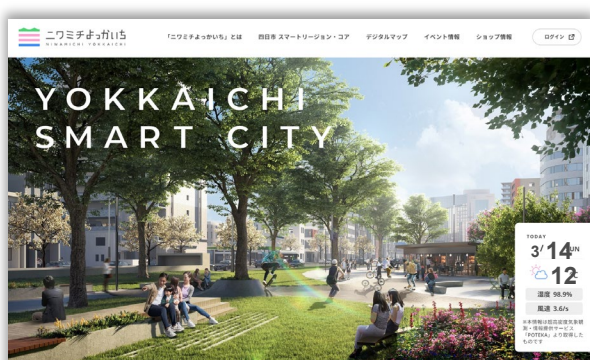 ニワミチよっかいち
NIWAMICHI YOKKAICHI
「ニワミチよっかいち」とは 四日市 スマートリージョン・コア デジタルマップ イベント情報 ショップ情報 ログイン
YOKKAICHI
SMART CITY
TODAY
3/14 SUN
12℃
湿度 98.9%
風速 3.6/s
※本情報は超高密度気象観
測・情報提供サービス
「POTEKA」より取得した
ものです